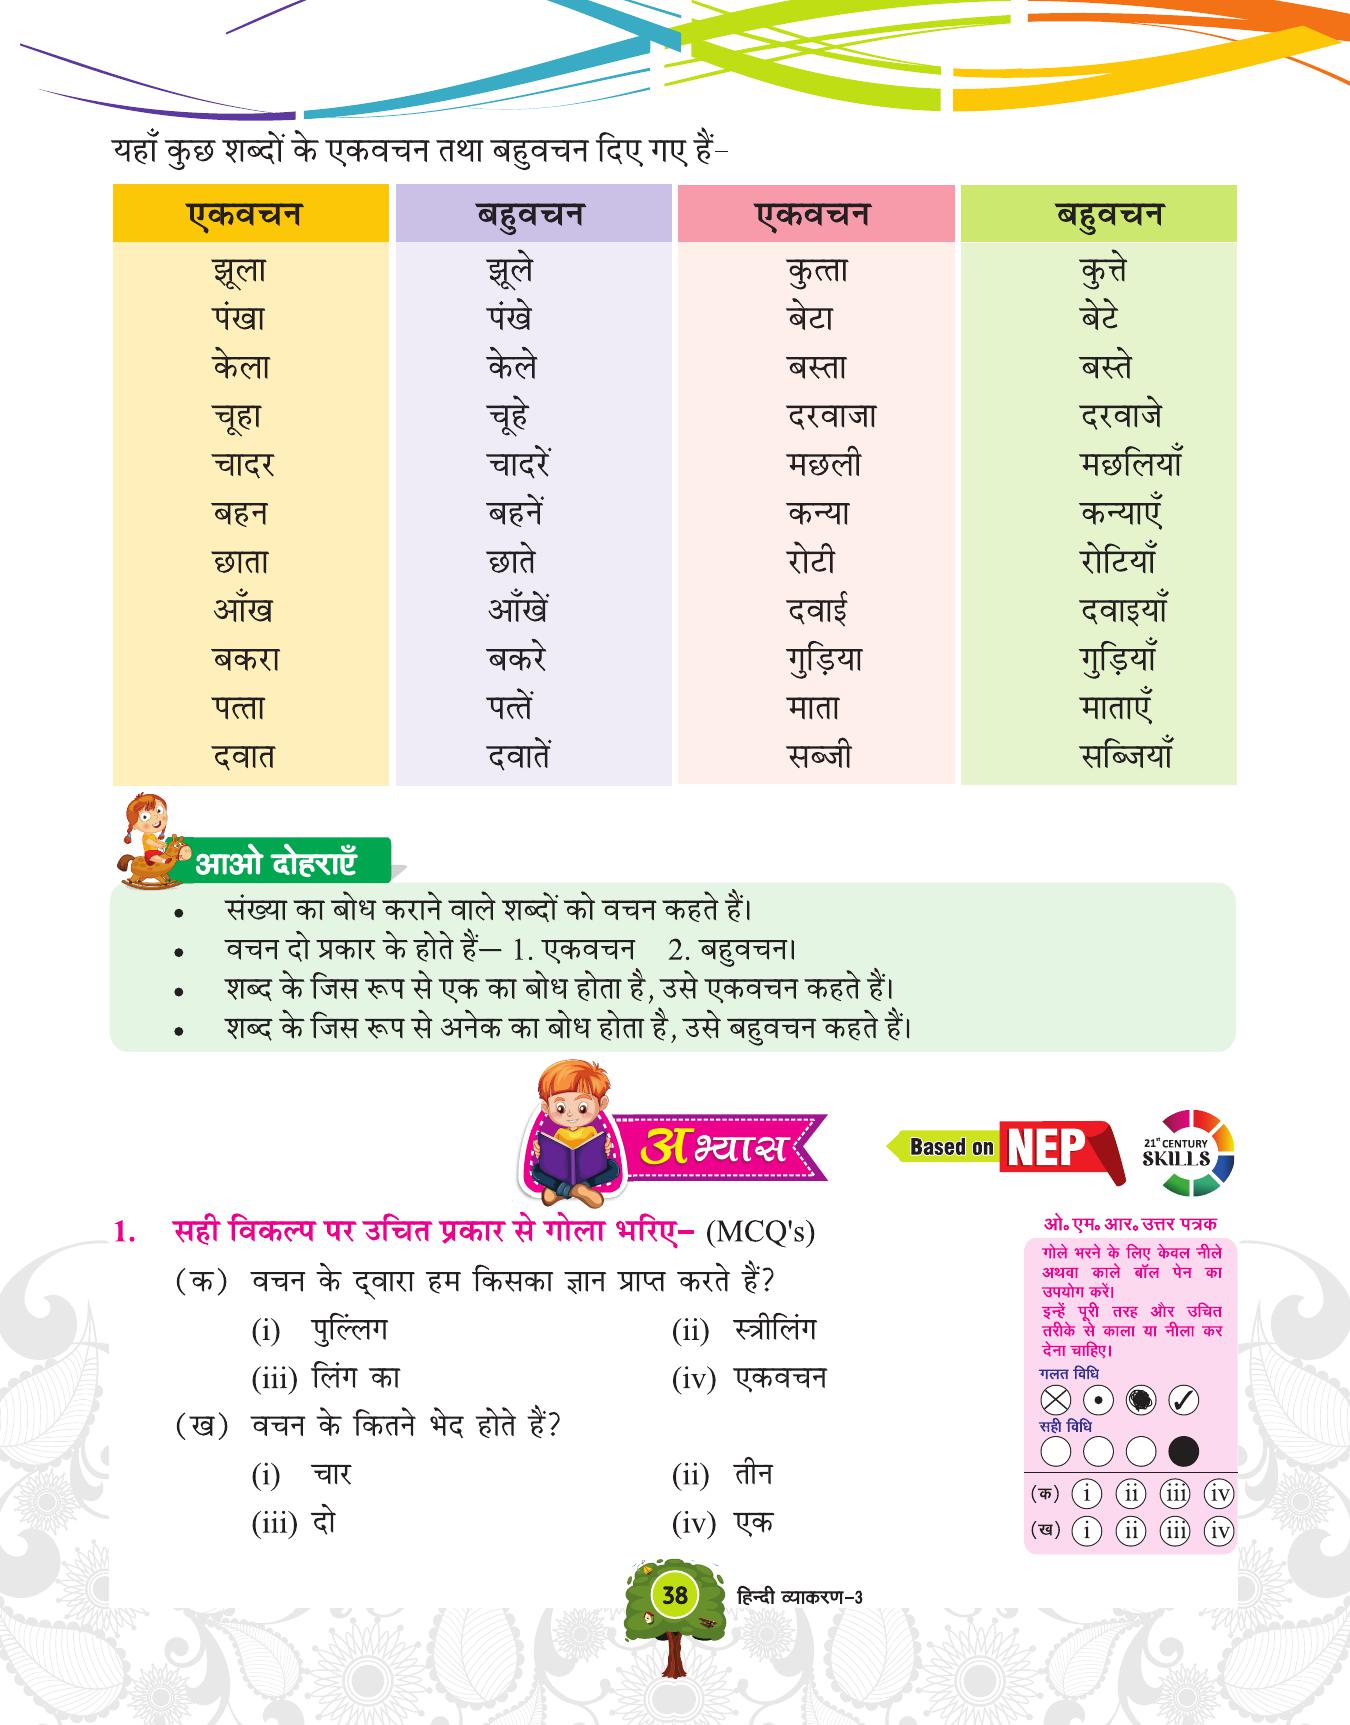 यहाँ कुछ शब्दों के एकवचन तथा बहुवचन दिए गए हैं–
एकवचन बहुवचन एकवचन बहुवचन
झूला झूले कुत्ता कुत्ते
पंखा पंखे बेटा बेटे
केला केले बस्ता बस्ते
चूहा चूहे दरवाजा दरवाजे
चादर चादरें मछली मछलियाँ
बहन बहनें कन्या कन्याएँ
छाता छाते रोटी रोटियाँ
आँख आँखें दवाई दवाइयाँ
बकरा बकरे गुड़िया गुड़ियाँ
पत्ता पत्तें माता माताएँ
दवात दवातें सब्जी सब्जियाँ
आओ दोहराएँ
• संख्या का बोध कराने वाले शब्दों को वचन कहते हैं।
• वचन दो प्रकार के होते हैं– 1. एकवचन 2. बहुवचन।
• शब्द के जिस रूप से एक का बोध होता है, उसे एकवचन कहते हैं।
• शब्द के जिस रूप से अनेक का बोध होता है, उसे बहुवचन कहते हैं।
अभ्यास
Based on NEP
21st CENTURY
SKILLS
1. सही विकल्प पर उचित प्रकार से गोला भरिए– (MCQ's)
(क) वचन के द्वारा हम किसका ज्ञान प्राप्त करते हैं?
(i) पुल्लिंग (ii) स्त्रीलिंग
(iii) लिंग का (iv) एकवचन
(ख) वचन के कितने भेद होते हैं?
(i) चार (ii) तीन
(iii) दो (iv) एक
ओ॰एम॰आर॰उत्तर पत्रक
गोले भरने के लिए केवल नीले
अथवा काले बॉल पेन का
उपयोग करें।
इन्हें पूरी तरह और उचित
तरीके से काला या नीला कर
देना चाहिए।
गलत विधि
सही विधि
(क) i ii iii iv
(ख) i ii iii iv
38 हिन्दी व्याकरण-3